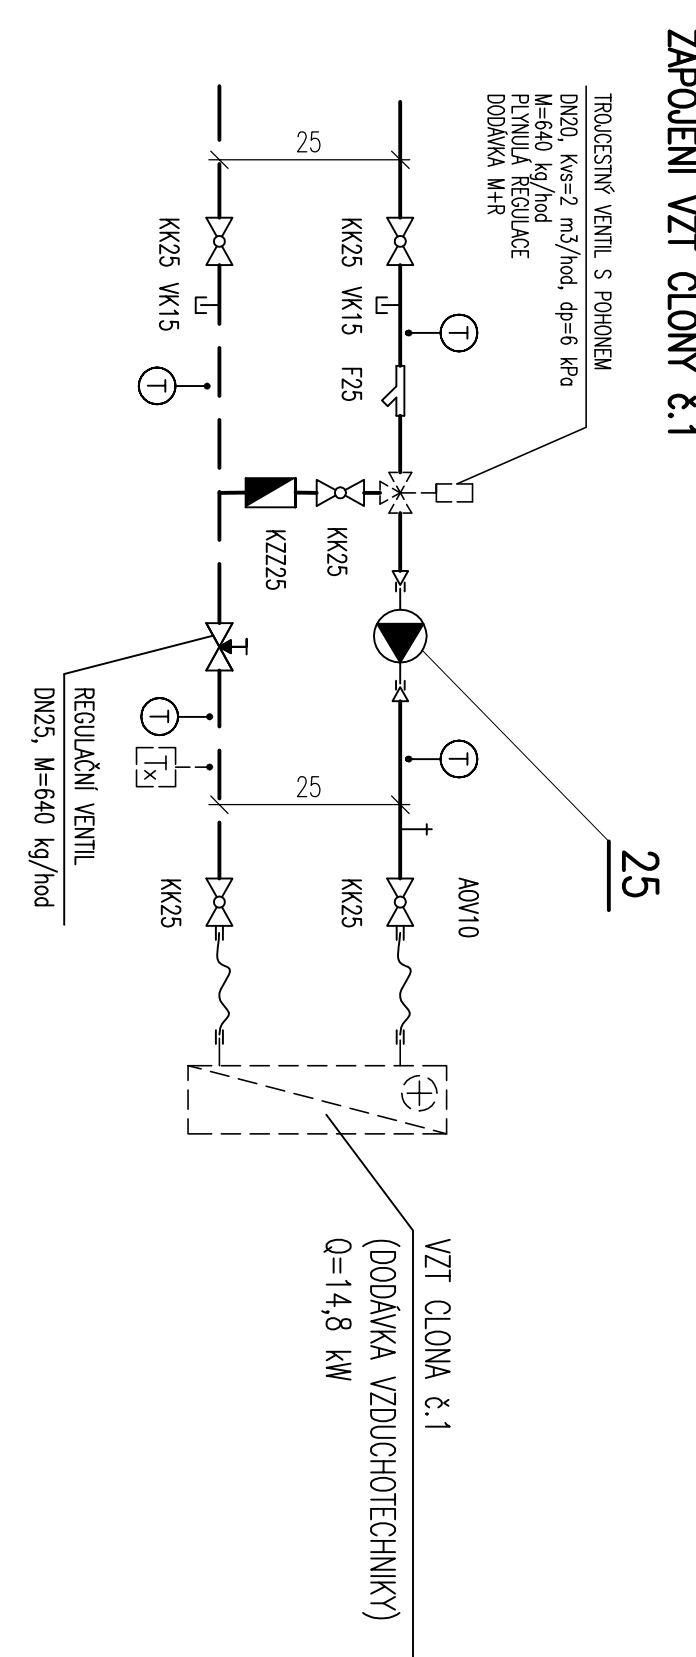 ZAPOJENÍ VZT CLONY č.1
TROJCESTNÝ VENTIL S POHONEM
DN20, Kvs=2 m3/hod, dp=6 kPa
M=640 kg/hod
PLYNULÁ REGULACE
DODÁVKA M+R
25
KK25
VK15
T
F25
KK25
VK15
T
KK25
KZZ25
25
T
AOV10
KK25
REGULAČNÍ VENTIL
DN25, M=640 kg/hod
T
Tx
25
KK25
VZT CLONA č.1
(DODÁVKA VZDUCHOTECHNIKY)
Q=14,8 kW